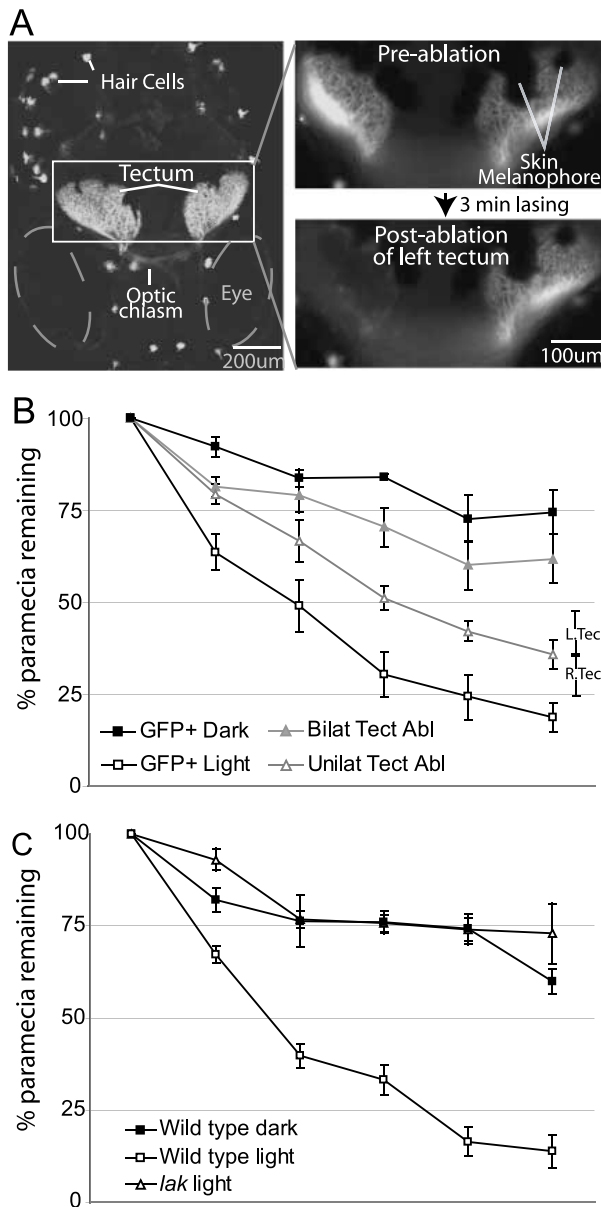 A
Hair Cells
Tectum
Optic
chiasm
Eye
200um
Pre-ablation
Skin
Melanophore
3 min lasing
Post-ablation
of left tectum
100um
B
% paramecia remaining
100
75
50
25
0
L.Tec
R.Tec
GFP+ Dark
Bilat Tect Abl
GFP+ Light
Unilat Tect Abl
C
% paramecia remaining
100
75
50
25
0
Wild type dark
Wild type light
lak light